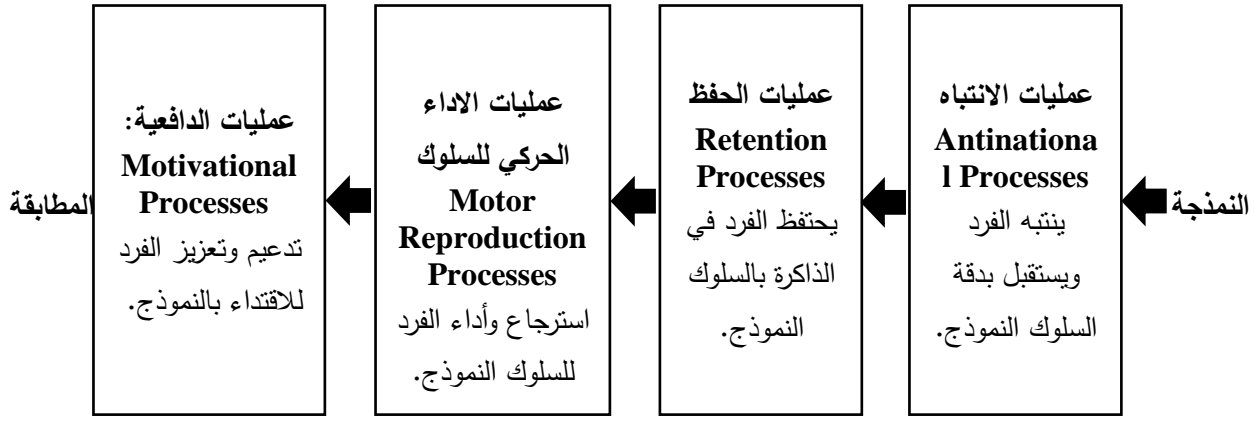 النمذجة
عمليات الانتباه
Antinationa
l Processes
ينتبه الفرد
ويستقبل بدقة
السلوك النموذج.
عمليات الحفظ
Retention
Processes
يحتفظ الفرد في
الذاكرة بالسلوك
النموذج.
عمليات الاداء
الحركي للسلوك
Motor
Reproduction
Processes
استرجاع وأداء الفرد
للسلوك النموذج.
عمليات الدافعية:
Motivational
Processes
تدعيم وتعزيز الفرد
للاقتداء بالنموذج.
المطابقة